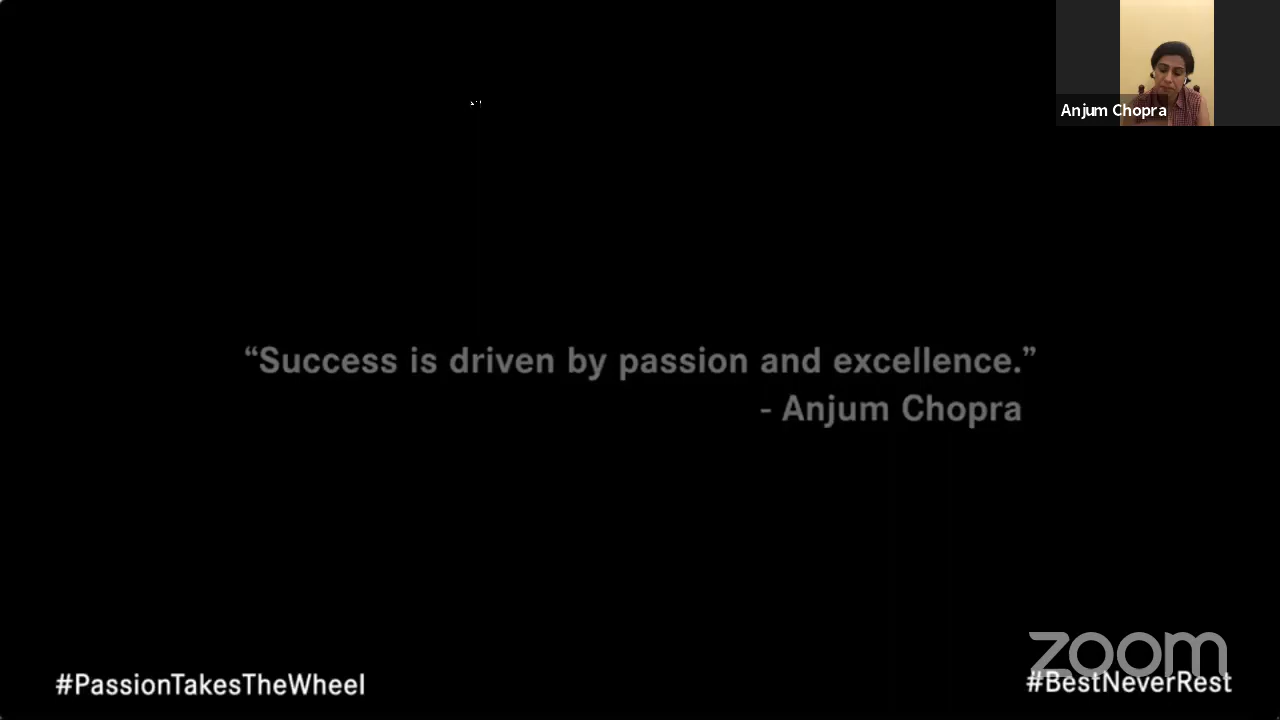 Anjum Chopra
“Success is driven by passion and excellence.”
- Anjum Chopra
zoom
#PassionTakesTheWheel
#BestNeverRest